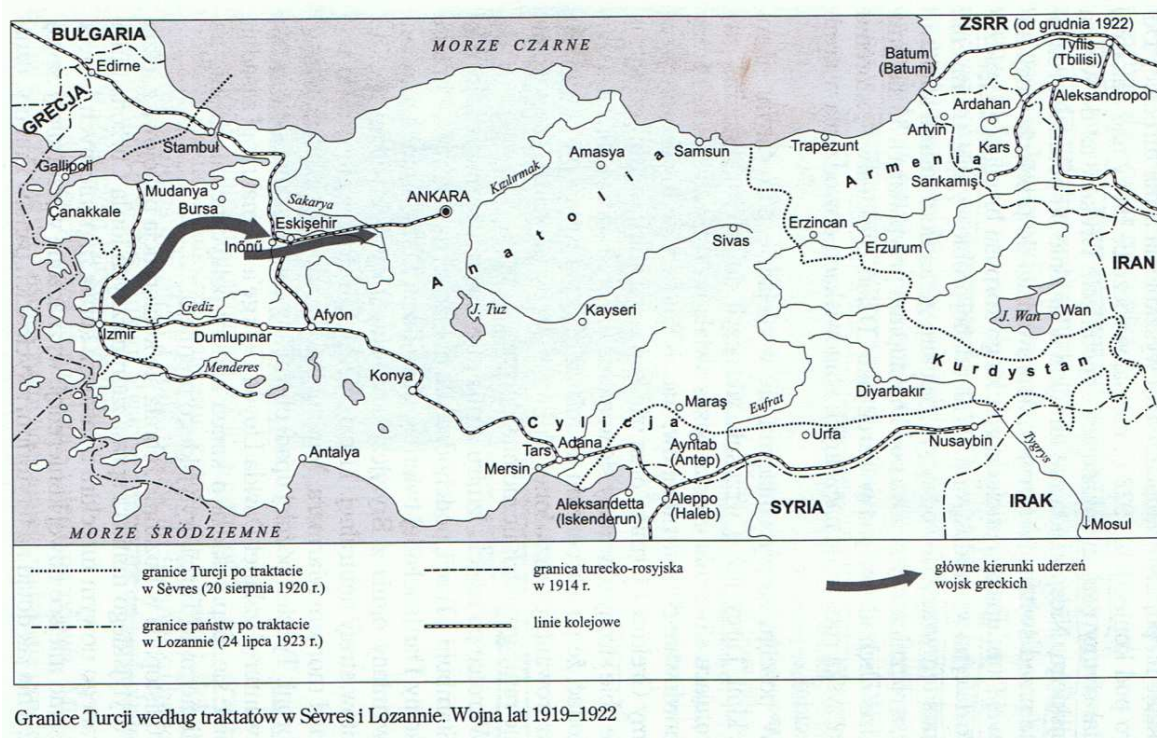 BUŁGARIA
Edirne
GRECJA
MORZE CZARNE
ZSRR (od grudnia 1922)
Tyflis
(Tbilisi)
Batum
(Batumi)
Ardahan
Aleksandropol
Artvin
Kars
Sarıkamış
Stambuł
Gallipoli
Mudanya
Bursa
Çanakkale
Sakarya
Eskişehir
Inőnű
ANKARA
Kızılırmak
Amasya
Samsun
Trapezunt
Armenia
Anatolia
Erzincan
Erzurum
Sivas
IRAN
Gediz
Izmir
Dumlupınar
Afyon
Menderes
J. Tuz
Kayseri
J. Wan
Wan
Kurdystan
Konya
Antalya
Cylicja
Maraş
Eufrat
Diyarbakır
Tars
Adana
Mersin
Ayntab
(Antep)
Urfa
Nusaybin
Tygrys
Aleksandetta
(Iskenderun)
Aleppo
(Haleb)
SYRIA
IRAK
↓Mosul
MORZE ŚRÓDZIEMNE
granice Turcji po traktacie
w Sèvres (20 sierpnia 1920 r.)
granice państw po traktacie
w Lozannie (24 lipca 1923 r.)
granica turecko-rosyjska
w 1914 r.
linie kolejowe
główne kierunki uderzeń
wojsk greckich
Granice Turcji według traktatów w Sèvres i Lozannie. Wojna lat 1919–1922